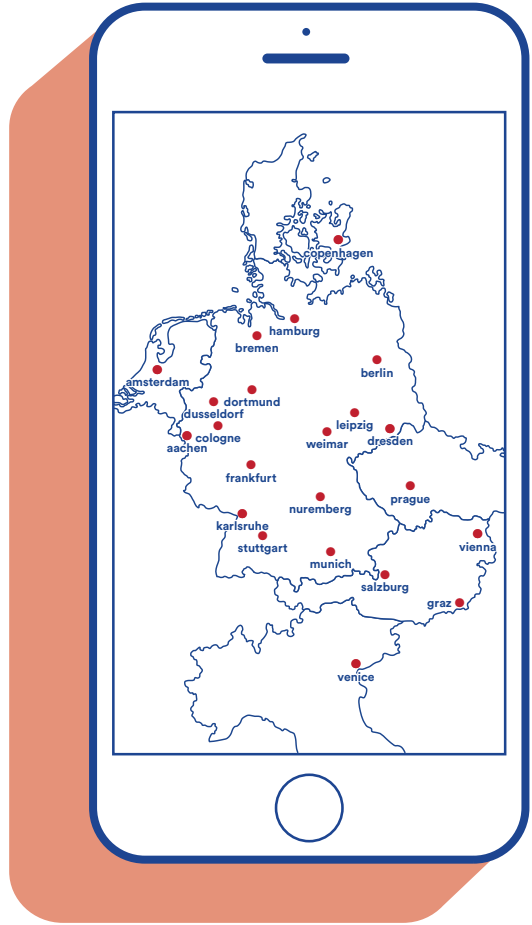 copenhagen
hamburg
bremen
berlin
amsterdam
dortmund
dusseldorf
leipzig
cologne
weimar
dresden
aachen
frankfurt
prague
nuremberg
karlsruhe
stuttgart
vienna
munich
salzburg
graz
venice